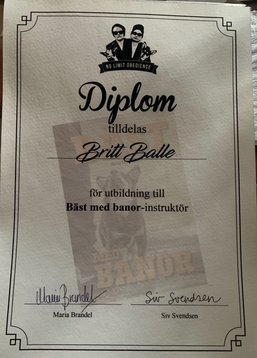 NO LIMIT OBEDIENCE
Diplom
tilldelas
Britt Balle
för utbildning till
Bäst med banor-instruktör
BANOR
Maria Brandel
Siv Svendsen
Maria Brandel
Siv Svendsen